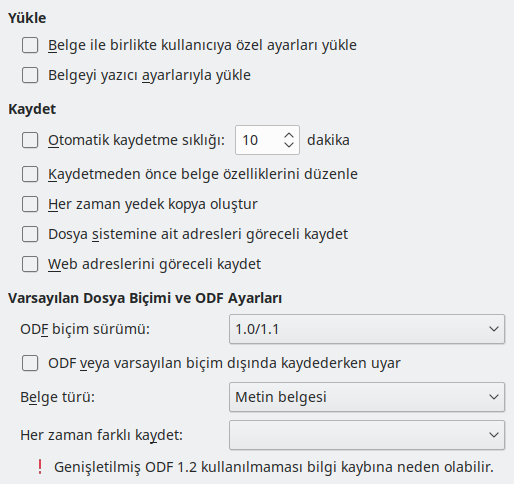 Yükle
Belge ile birlikte kullanıcıya özel ayarları yükle
Belgeyi yazıcı ayarlarıyla yükle
Kaydet
Otomatik kaydetme sıklığı: 10 dakika
Kaydetmeden önce belge özelliklerini düzenle
Her zaman yedek kopya oluştur
Dosya sistemine ait adresleri göreceli kaydet
Web adreslerini göreceli kaydet
Varsayılan Dosya Biçimi ve ODF Ayarları
ODF biçim sürümü: 1.0/1.1
ODF veya varsayılan biçim dışında kaydederken uyar
Belge türü: Metin belgesi
Her zaman farklı kaydet:
! Genişletilmiş ODF 1.2 kullanılmaması bilgi kaybına neden olabilir.